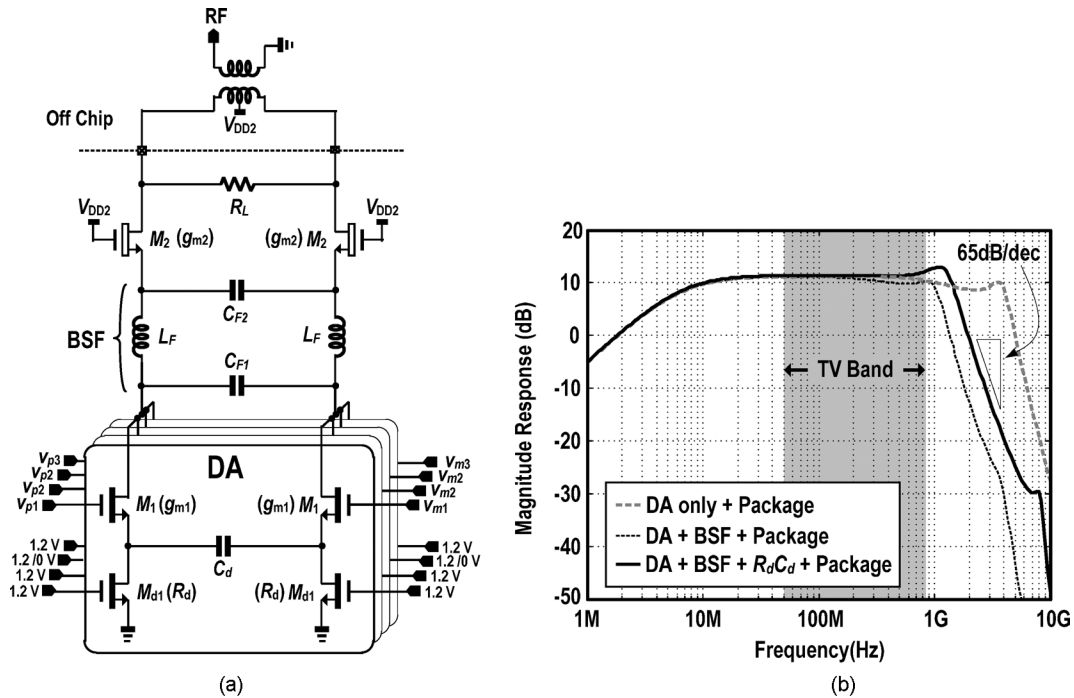 RF
Off Chip
VDD2
RL
VDD2
VDD2
M2 (gm2)
(gm2) M2
CF2
BSF
LF
LF
CF1
DA
vp3
vp2
vp2
vp1
vm3
vm2
vm2
vm1
M1 (gm1)
(gm1) M1
Cd
1.2 V
1.2 /0 V
1.2 V
1.2 V
1.2 V
1.2 /0 V
1.2 V
1.2 V
Md1 (Rd)
(Rd) Md1
(a)
Magnitude Response (dB)
20
10
0
-10
-20
-30
-40
-50
65dB/dec
TV Band
DA only + Package
DA + BSF + Package
DA + BSF + RdCd + Package
1M
10M
100M
1G
10G
Frequency(Hz)
(b)